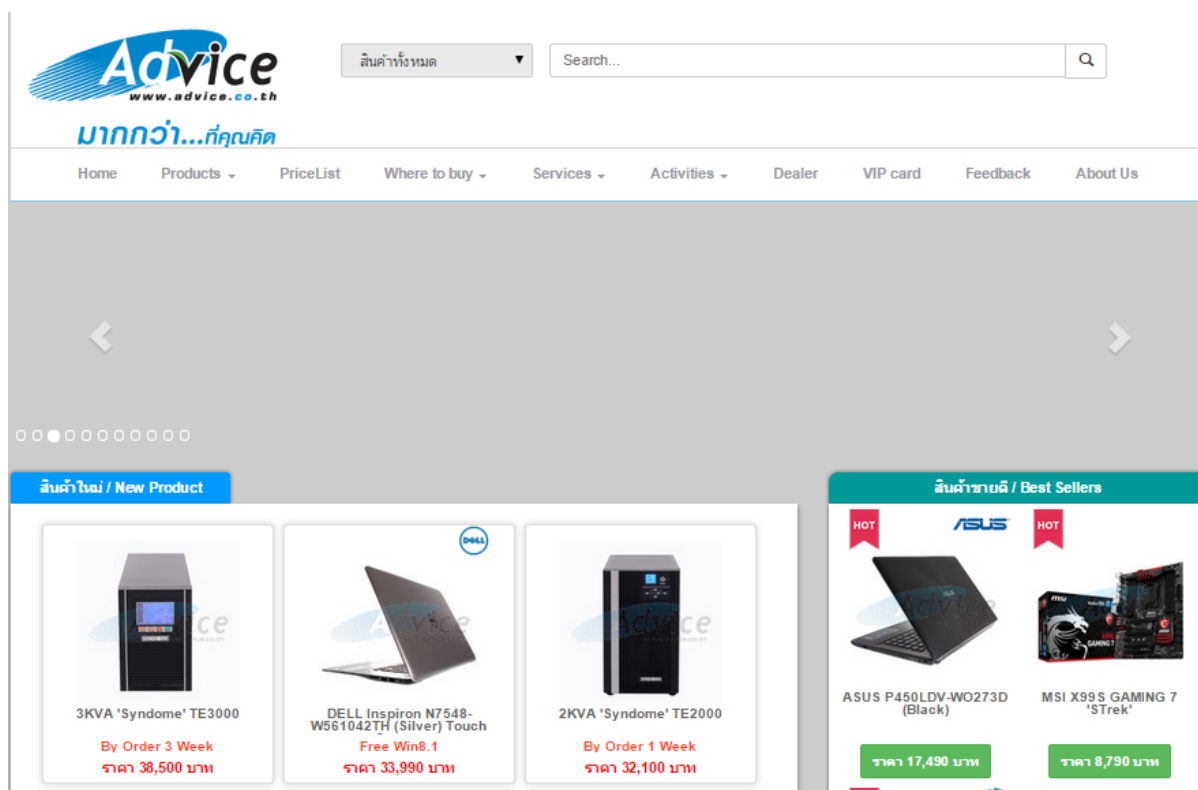 Advice
www.advice.co.th
มากกว่า...ที่คุณคิด
สินค้าทั้งหมด
Search...
Home Products PriceList Where to buy Services Activities Dealer VIP card Feedback About Us
สินค้าใหม่ / New Product
DELL
3KVA 'Syndome' TE3000
By Order 3 Week
ราคา 38,500 บาท
DELL Inspiron N7548-
W561042TH (Silver) Touch
Free Win8.1
ราคา 33,990 บาท
2KVA 'Syndome' TE2000
By Order 1 Week
ราคา 32,100 บาท
สินค้าขายดี / Best Sellers
HOT
ASUS
ASUS P450LDV-WO273D
(Black)
ราคา 17,490 บาท
HOT
msi
GAMING 7
MSI X99S GAMING 7
'STrek'
ราคา 8,790 บาท